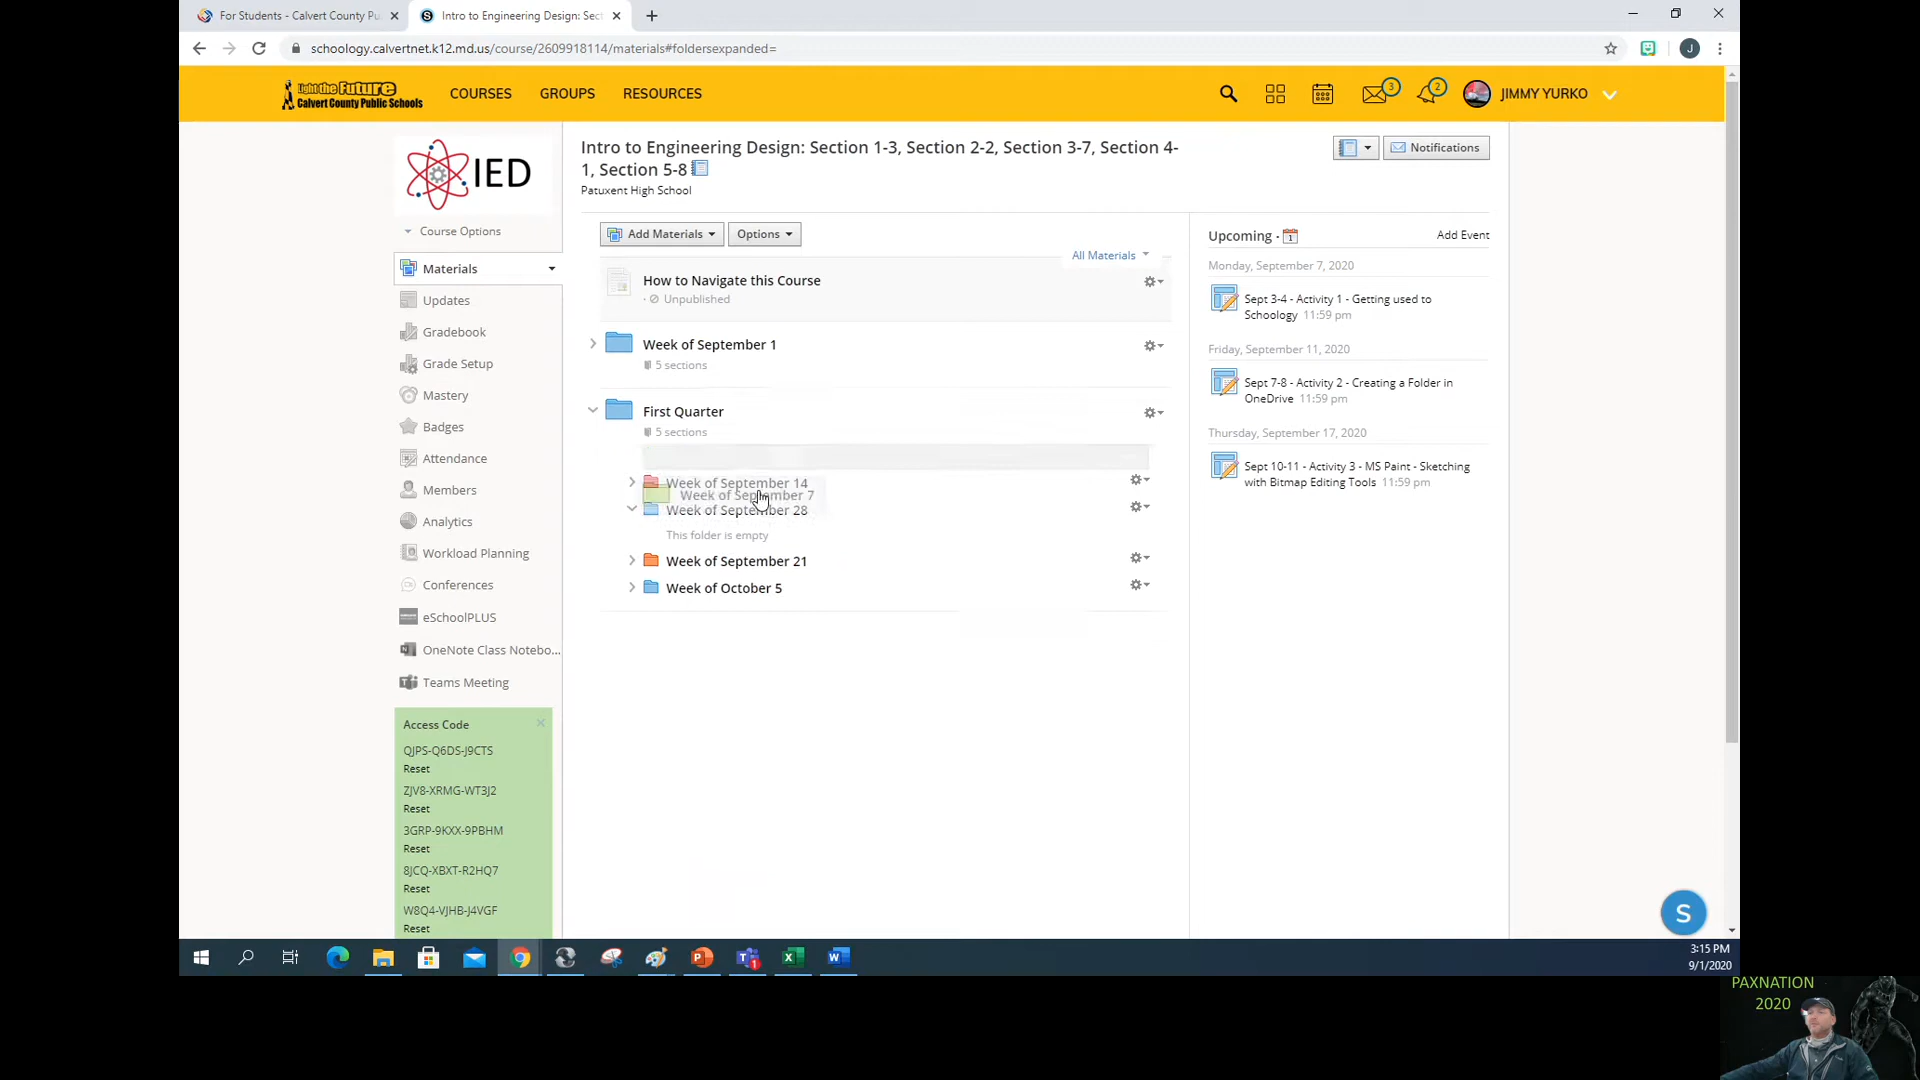 For Students - Calvert County Pu
Intro to Engineering Design: Sect
schoology.calvertnet.k12.md.us/course/2609918114/materials#foldersexpanded=
J
Light the Future
Calvert County Public Schools
COURSES
GROUPS
RESOURCES
3
2
JIMMY YURKO
IED
Course Options
Materials
Updates
Gradebook
Grade Setup
Mastery
Badges
Attendance
Members
Analytics
Workload Planning
Conferences
eSchoolPLUS
OneNote Class Notebo...
Teams Meeting
Access Code
QJPS-Q6DS-J9CTS
Reset
ZJV8-XRMG-WT3J2
Reset
3GRP-9KXX-9PBHM
Reset
8JCQ-XBXT-R2HQ7
Reset
W8Q4-VJHB-J4VGF
Reset
Intro to Engineering Design: Section 1-3, Section 2-2, Section 3-7, Section 4-
1, Section 5-8
Patuxent High School
Notifications
Add Materials
Options
All Materials
How to Navigate this Course
· Unpublished
Week of September 1
5 sections
First Quarter
5 sections
Week of September 14
Week of September 7
Week of September 28
This folder is empty
Week of September 21
Week of October 5
Upcoming · 1
Add Event
Monday, September 7, 2020
Sept 3-4 - Activity 1 - Getting used to
Schoology 11:59 pm
Friday, September 11, 2020
Sept 7-8 - Activity 2 - Creating a Folder in
OneDrive 11:59 pm
Thursday, September 17, 2020
Sept 10-11 - Activity 3 - MS Paint - Sketching
with Bitmap Editing Tools 11:59 pm
S
3:15 PM
9/1/2020
PAXNATION
2020